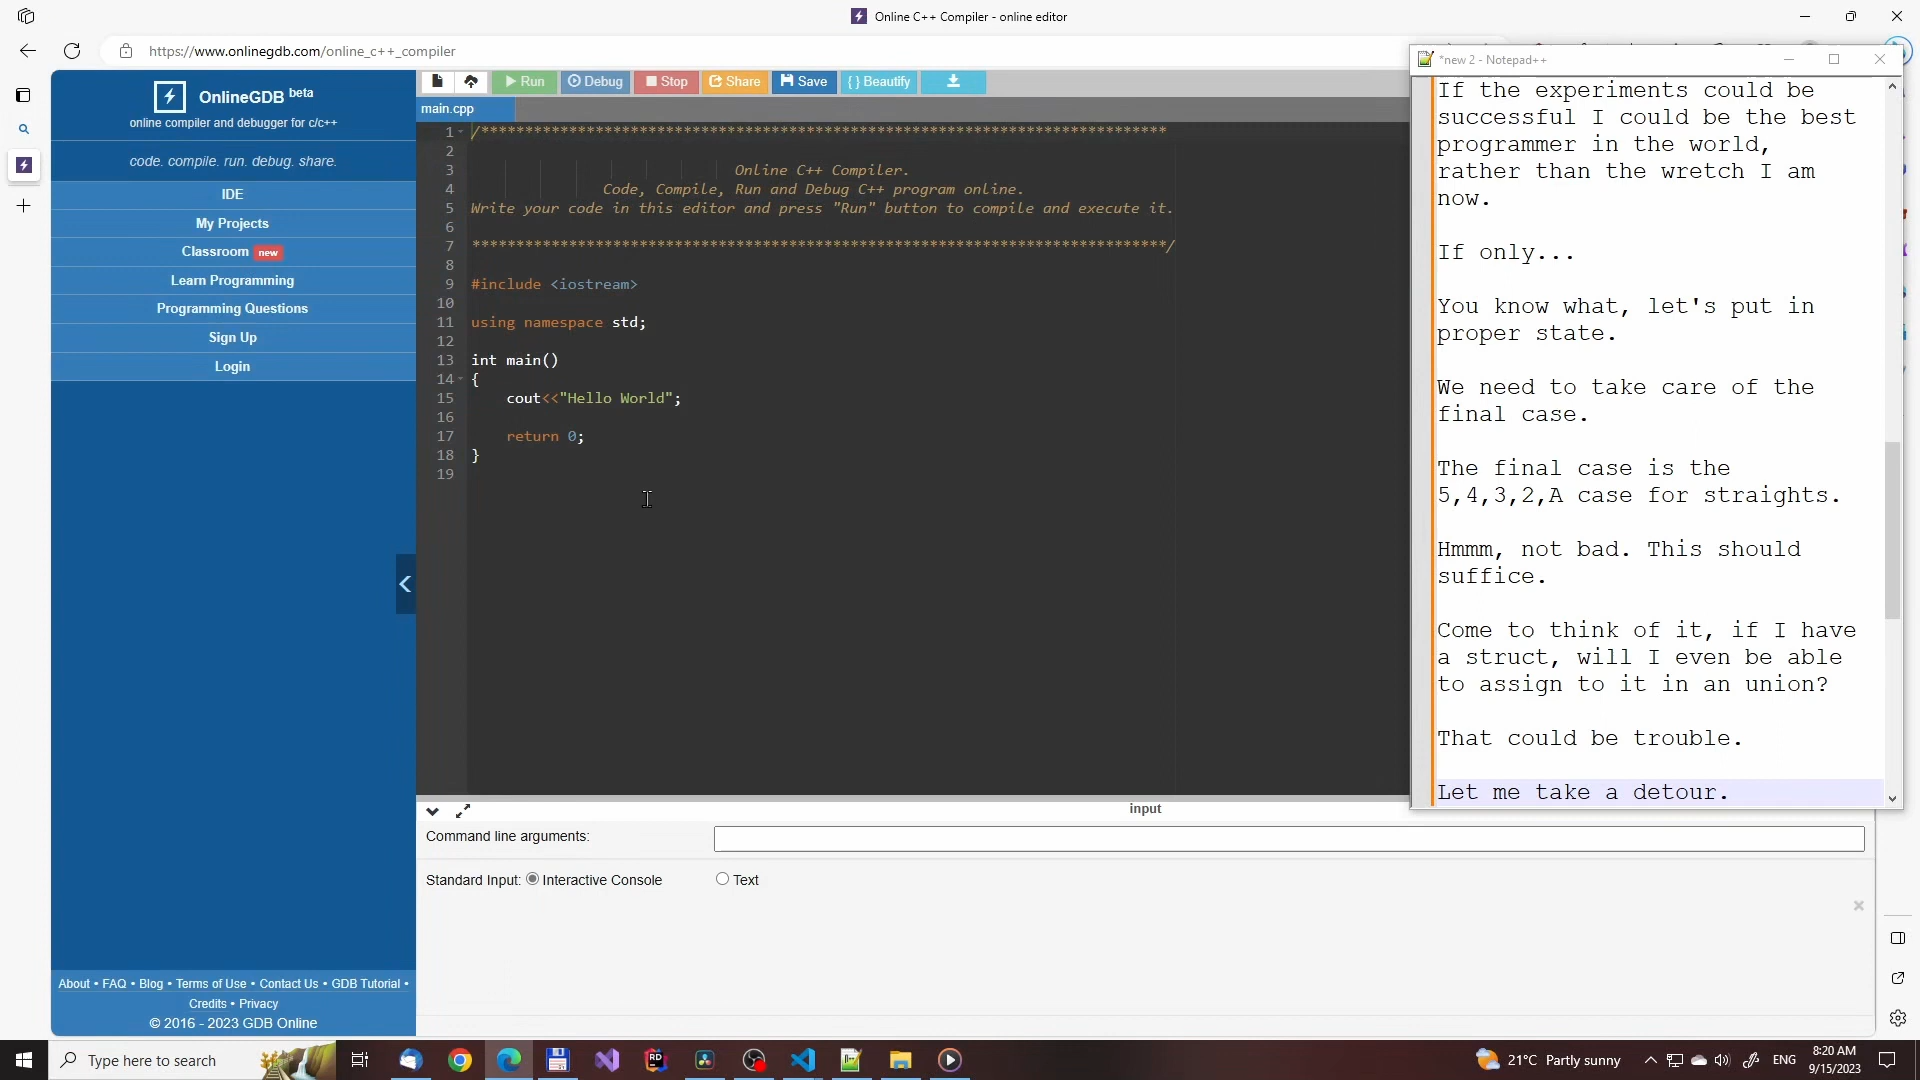 Online C++ Compiler - online editor
https://www.onlinegdb.com/online_c++_compiler
OnlineGDB beta
online compiler and debugger for c/c++
code. compile. run. debug. share.
IDE
My Projects
Classroom new
Learn Programming
Programming Questions
Sign Up
Login
About • FAQ • Blog • Terms of Use • Contact Us • GDB Tutorial •
Credits • Privacy
© 2016 - 2023 GDB Online
Run Debug Stop Share Save { } Beautify
main.cpp
1 /******************************************************************************
2
3 Online C++ Compiler.
4 Code, Compile, Run and Debug C++ program online.
5 Write your code in this editor and press "Run" button to compile and execute it.
6
7 *******************************************************************************/
8
9 #include <iostream>
10
11 using namespace std;
12
13 int main()
14 {
15 cout<<"Hello World";
16
17 return 0;
18 }
19
input
Command line arguments:
Standard Input: Interactive Console Text
*new 2 - Notepad++
If the experiments could be
successful I could be the best
programmer in the world,
rather than the wretch I am
now.
If only...
You know what, let's put in
proper state.
We need to take care of the
final case.
The final case is the
5,4,3,2,A case for straights.
Hmmm, not bad. This should
suffice.
Come to think of it, if I have
a struct, will I even be able
to assign to it in an union?
That could be trouble.
Let me take a detour.
Type here to search
RD
21°C Partly sunny
ENG
8:20 AM
9/15/2023